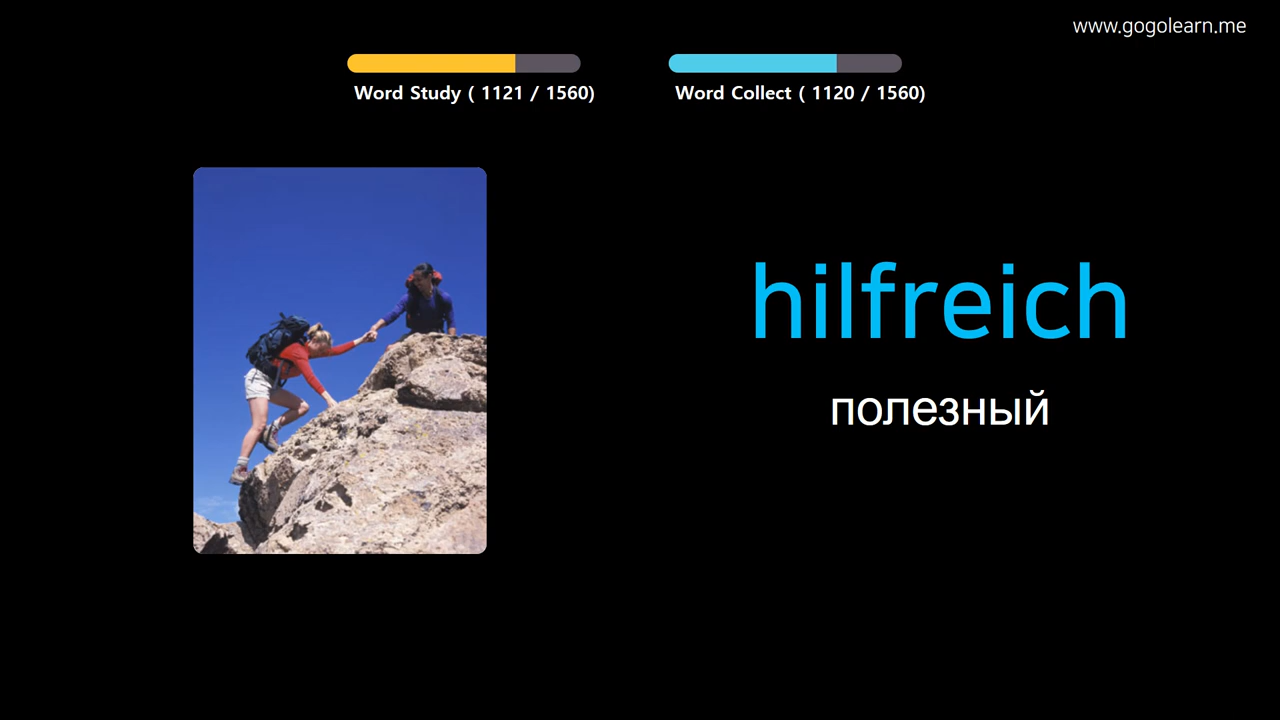 www.gogolearn.me
Word Study ( 1121 / 1560)
Word Collect ( 1120 / 1560)
hilfreich
полезный